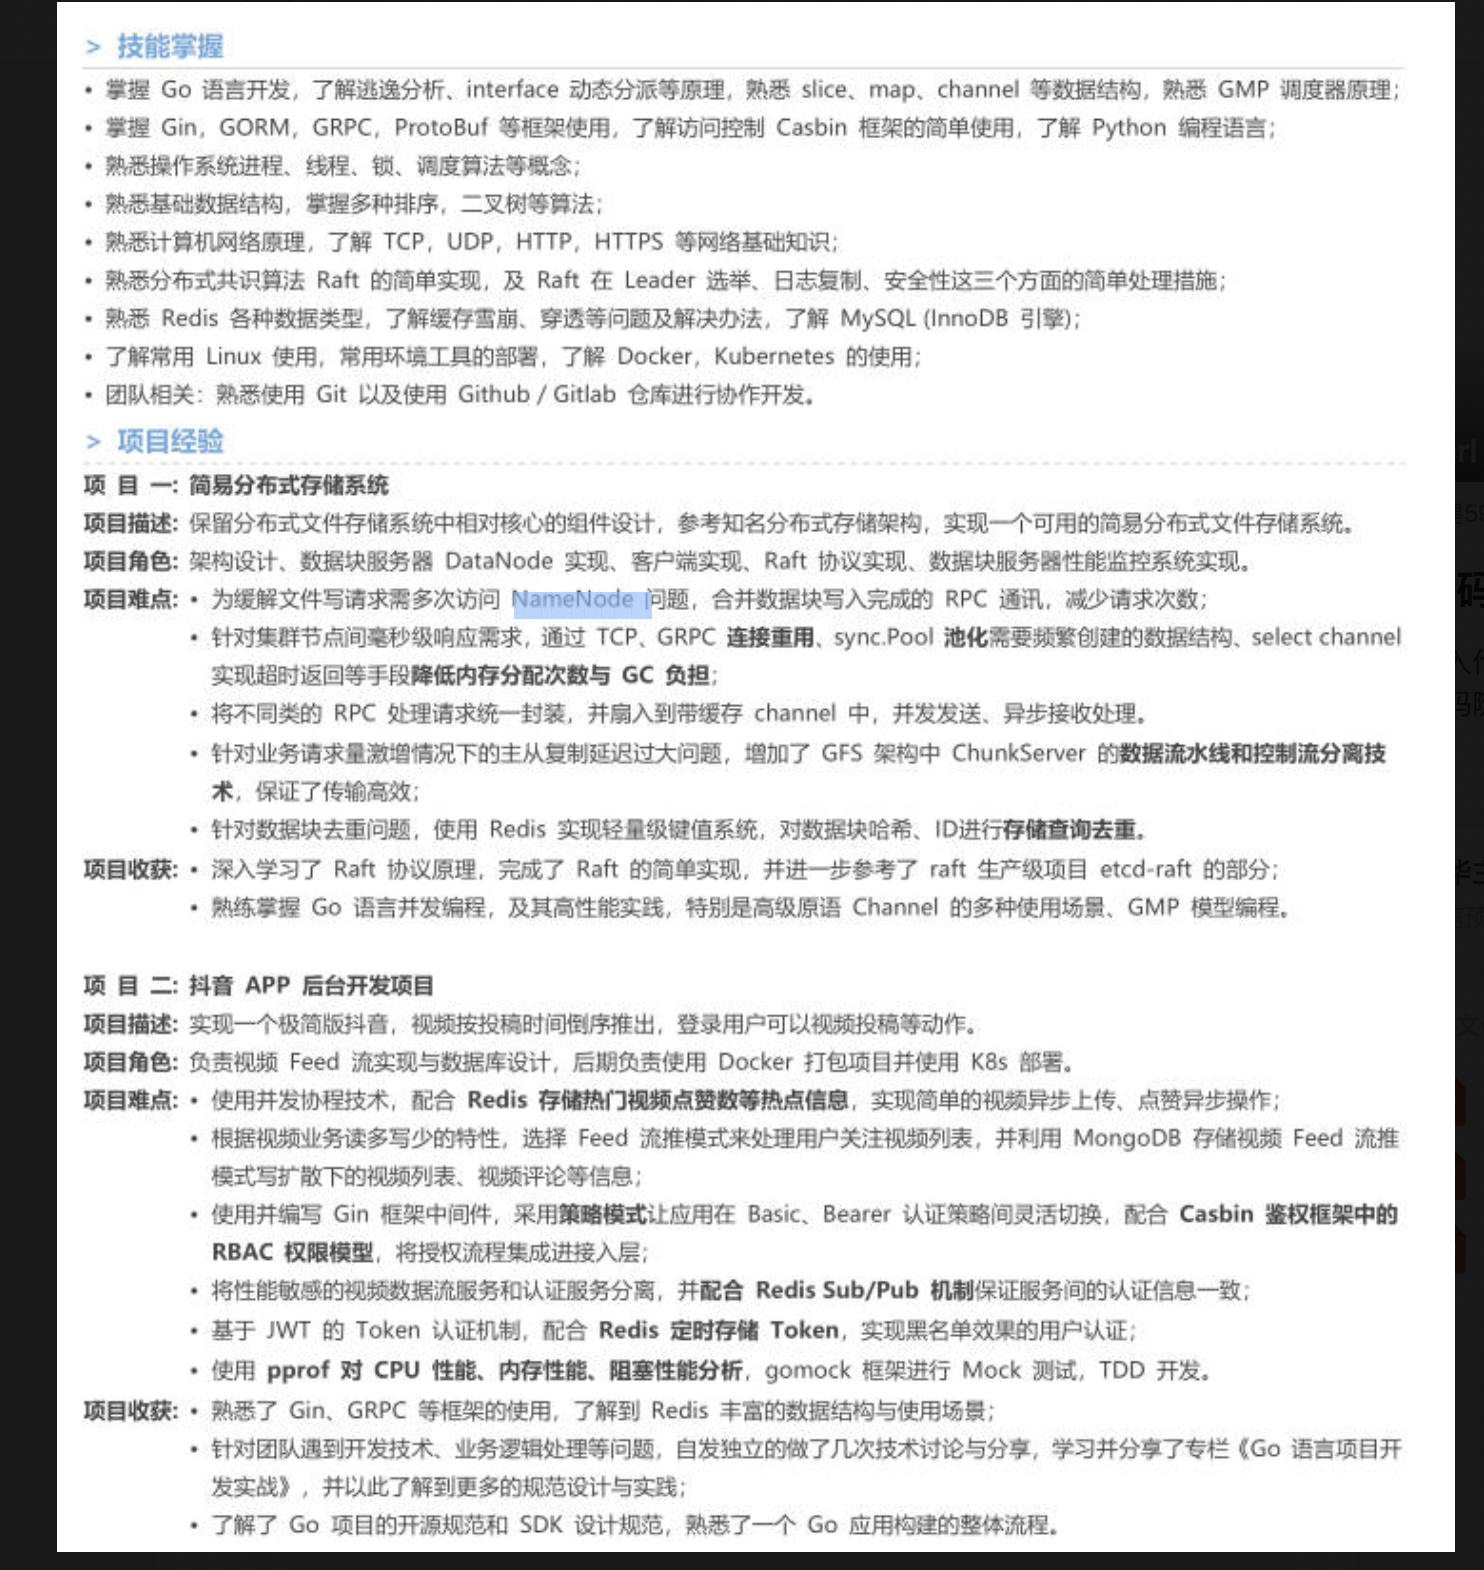 > 技能掌握
• 掌握 Go 语言开发，了解逃逸分析、interface 动态分派等原理，熟悉 slice、map、channel 等数据结构，熟悉 GMP 调度器原理；
• 掌握 Gin，GORM，GRPC，ProtoBuf 等框架使用，了解访问控制 Casbin 框架的简单使用，了解 Python 编程语言；
• 熟悉操作系统进程、线程、锁、调度算法等概念；
• 熟悉基础数据结构，掌握多种排序，二叉树等算法；
• 熟悉计算机网络原理，了解 TCP，UDP，HTTP，HTTPS 等网络基础知识；
• 熟悉分布式共识算法 Raft 的简单实现，及 Raft 在 Leader 选举、日志复制、安全性这三个方面的简单处理措施；
• 熟悉 Redis 各种数据类型，了解缓存雪崩、穿透等问题及解决办法，了解 MySQL (InnoDB 引擎)；
• 了解常用 Linux 使用，常用环境工具的部署，了解 Docker，Kubernetes 的使用；
• 团队相关：熟悉使用 Git 以及使用 Github / Gitlab 仓库进行协作开发。
> 项目经验
项 目 一: 简易分布式存储系统
项目描述: 保留分布式文件存储系统中相对核心的组件设计，参考知名分布式存储架构，实现一个可用的简易分布式文件存储系统。
项目角色: 架构设计、数据块服务器 DataNode 实现、客户端实现、Raft 协议实现、数据块服务器性能监控系统实现。
项目难点: • 为缓解文件写请求需多次访问 NameNode 问题，合并数据块写入完成的 RPC 通讯，减少请求次数；
• 针对集群节点间毫秒级响应需求，通过 TCP、GRPC 连接重用、sync.Pool 池化需要频繁创建的数据结构、select channel
实现超时返回等手段降低内存分配次数与 GC 负担；
• 将不同类的 RPC 处理请求统一封装，并扇入到带缓存 channel 中，并发发送、异步接收处理。
• 针对业务请求量激增情况下的主从复制延迟过大问题，增加了 GFS 架构中 ChunkServer 的数据流水线和控制流分离技
术，保证了传输高效；
• 针对数据块去重问题，使用 Redis 实现轻量级键值系统，对数据块哈希、ID进行存储查询去重。
项目收获: • 深入学习了 Raft 协议原理，完成了 Raft 的简单实现，并进一步参考了 raft 生产级项目 etcd-raft 的部分；
• 熟练掌握 Go 语言并发编程，及其高性能实践，特别是高级原语 Channel 的多种使用场景、GMP 模型编程。
项 目 二: 抖音 APP 后台开发项目
项目描述: 实现一个极简版抖音，视频按投稿时间倒序推出，登录用户可以视频投稿等动作。
项目角色: 负责视频 Feed 流实现与数据库设计，后期负责使用 Docker 打包项目并使用 K8s 部署。
项目难点: • 使用并发协程技术，配合 Redis 存储热门视频点赞数等热点信息，实现简单的视频异步上传、点赞异步操作；
• 根据视频业务读多写少的特性，选择 Feed 流推模式来处理用户关注视频列表，并利用 MongoDB 存储视频 Feed 流推
模式写扩散下的视频列表、视频评论等信息；
• 使用并编写 Gin 框架中间件，采用策略模式让应用在 Basic、Bearer 认证策略间灵活切换，配合 Casbin 鉴权框架中的
RBAC 权限模型，将授权流程集成进接入层；
• 将性能敏感的视频数据流服务和认证服务分离，并配合 Redis Sub/Pub 机制保证服务间的认证信息一致；
• 基于 JWT 的 Token 认证机制，配合 Redis 定时存储 Token，实现黑名单效果的用户认证；
• 使用 pprof 对 CPU 性能、内存性能、阻塞性能分析，gomock 框架进行 Mock 测试，TDD 开发。
项目收获: • 熟悉了 Gin、GRPC 等框架的使用，了解到 Redis 丰富的数据结构与使用场景；
• 针对团队遇到开发技术、业务逻辑处理等问题，自发独立的做了几次技术讨论与分享，学习并分享了专栏《Go 语言项目开
发实战》，并以此了解到更多的规范设计与实践；
• 了解了 Go 项目的开源规范和 SDK 设计规范，熟悉了一个 Go 应用构建的整体流程。